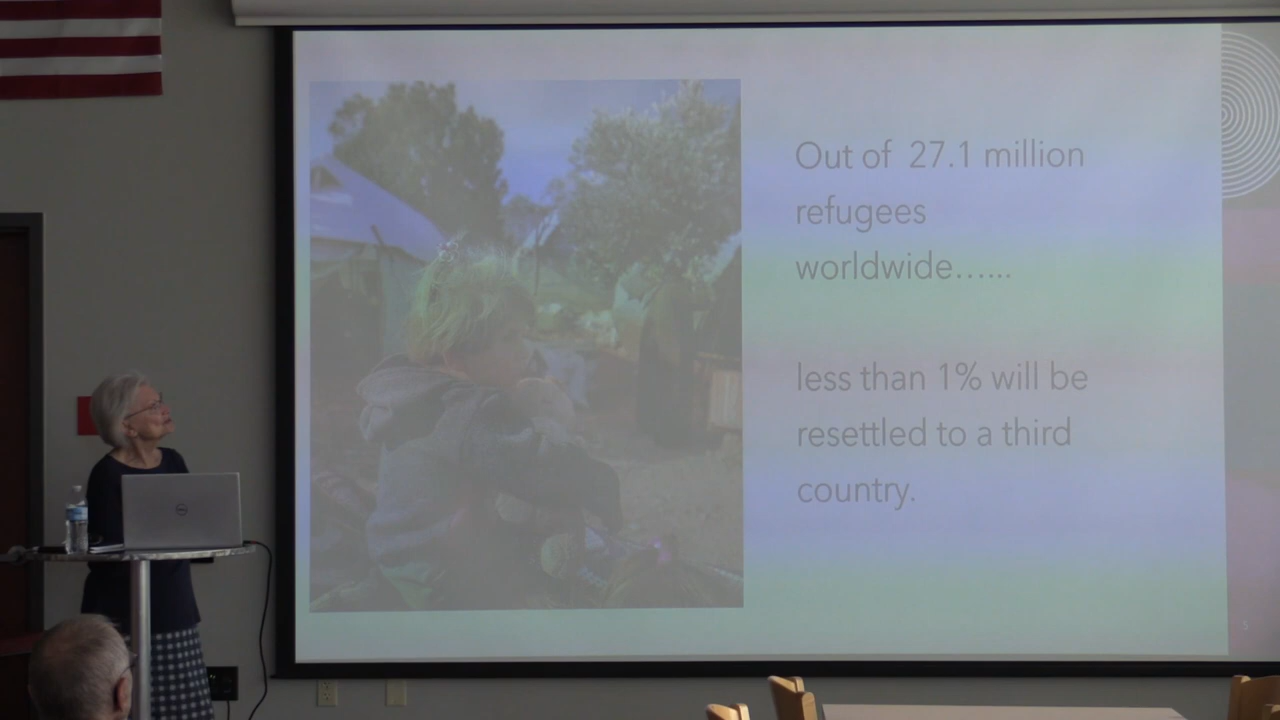 Out of 27.1 million
refugees
worldwide......
less than 1% will be
resettled to a third
country.